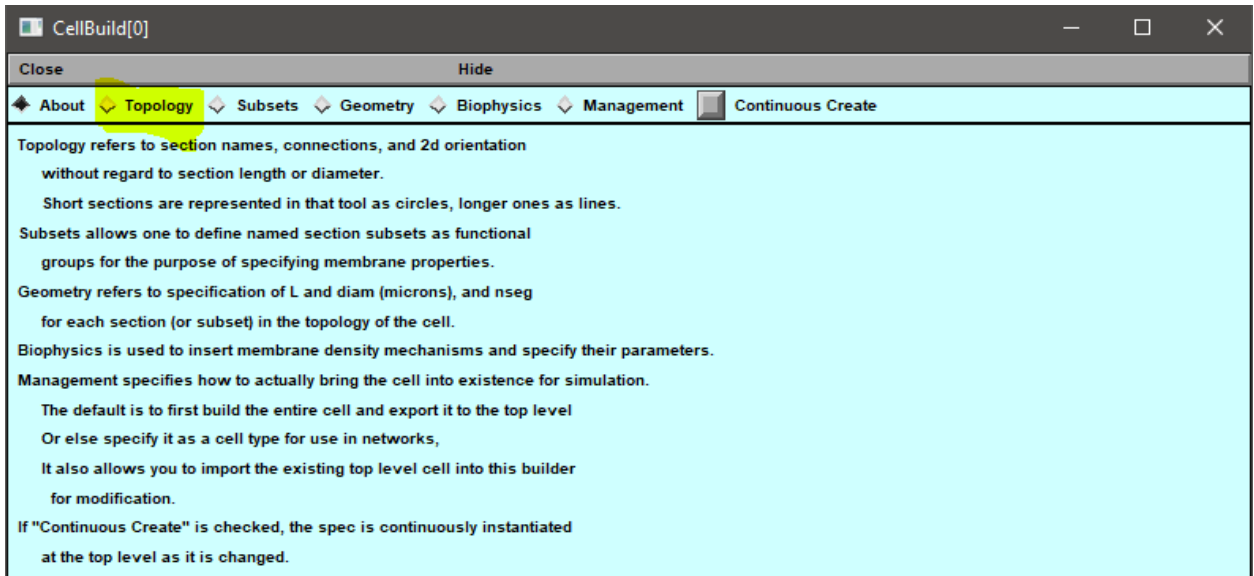 CellBuild[0]
Close Hide
About Topology Subsets Geometry Biophysics Management Continuous Create
Topology refers to section names, connections, and 2d orientation
without regard to section length or diameter.
Short sections are represented in that tool as circles, longer ones as lines.
Subsets allows one to define named section subsets as functional
groups for the purpose of specifying membrane properties.
Geometry refers to specification of L and diam (microns), and nseg
for each section (or subset) in the topology of the cell.
Biophysics is used to insert membrane density mechanisms and specify their parameters.
Management specifies how to actually bring the cell into existence for simulation.
The default is to first build the entire cell and export it to the top level
Or else specify it as a cell type for use in networks,
It also allows you to import the existing top level cell into this builder
for modification.
If "Continuous Create" is checked, the spec is continuously instantiated
at the top level as it is changed.